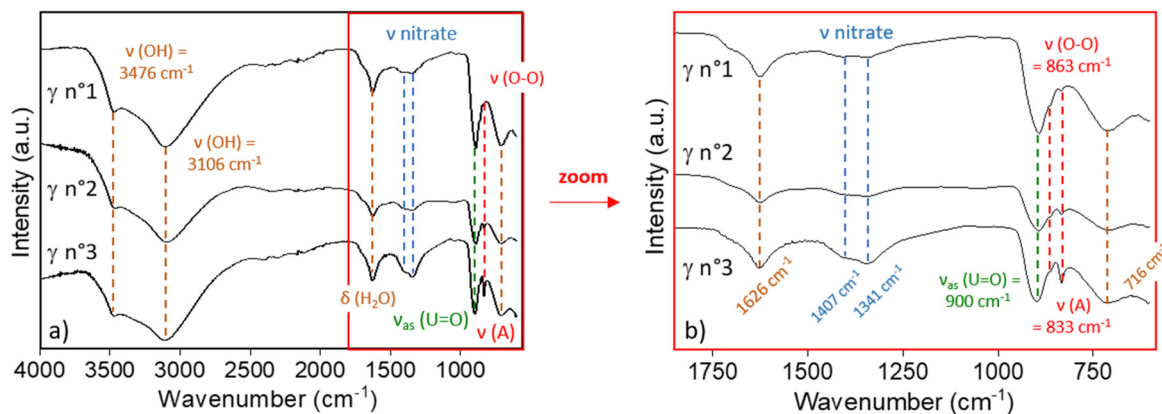 ν (OH) =
3476 cm⁻¹
ν nitrate
γ n°1
ν (O-O)
ν (OH) =
3106 cm⁻¹
γ n°2
γ n°3
δ (H₂O)
νas (U=O)
ν (A)
a)
Intensity (a.u.)
4000 3500 3000 2500 2000 1500 1000
Wavenumber (cm⁻¹)
zoom
ν nitrate
ν (O-O)
= 863 cm⁻¹
γ n°1
γ n°2
γ n°3
1626 cm⁻¹
1407 cm⁻¹
1341 cm⁻¹
νas (U=O) =
900 cm⁻¹
ν (A)
= 833 cm⁻¹
716 cm⁻¹
b)
Intensity (a.u.)
1750 1500 1250 1000 750
Wavenumber (cm⁻¹)